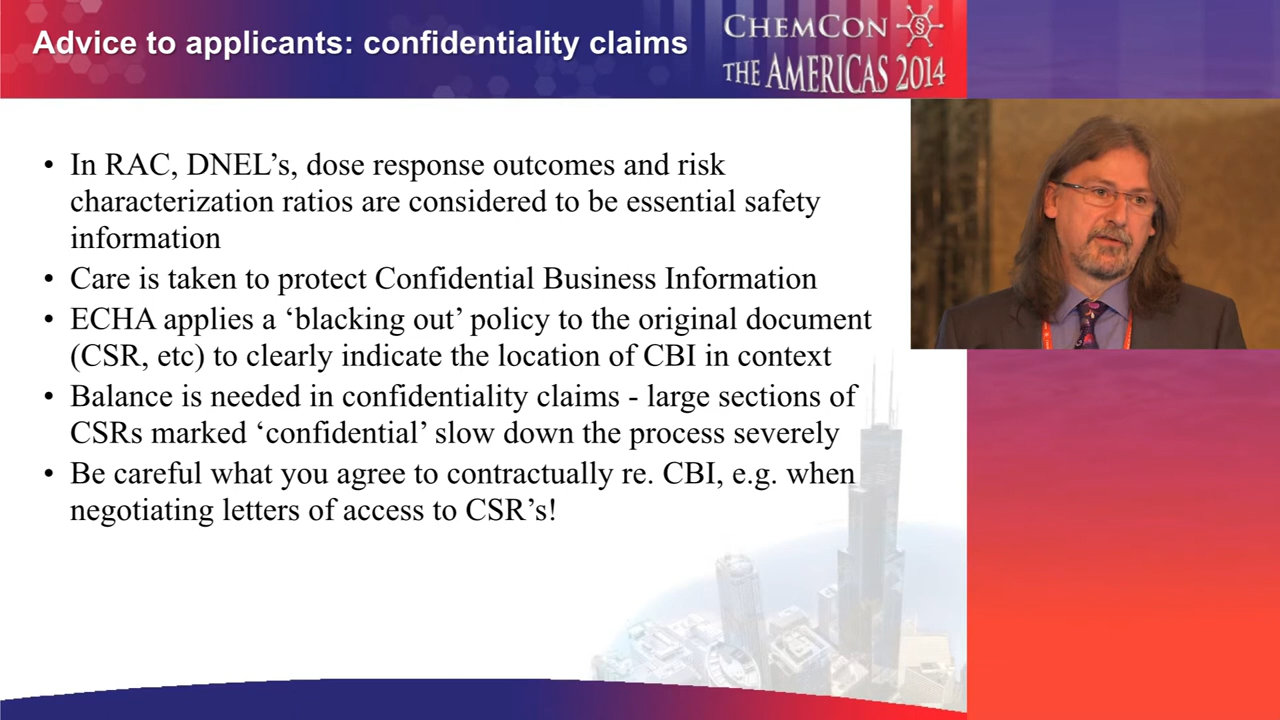 Advice to applicants: confidentiality claims
CHEMCON §
THE AMERICAS 2014
• In RAC, DNEL’s, dose response outcomes and risk
characterization ratios are considered to be essential safety
information
• Care is taken to protect Confidential Business Information
• ECHA applies a ‘blacking out’ policy to the original document
(CSR, etc) to clearly indicate the location of CBI in context
• Balance is needed in confidentiality claims - large sections of
CSRs marked ‘confidential’ slow down the process severely
• Be careful what you agree to contractually re. CBI, e.g. when
negotiating letters of access to CSR’s!